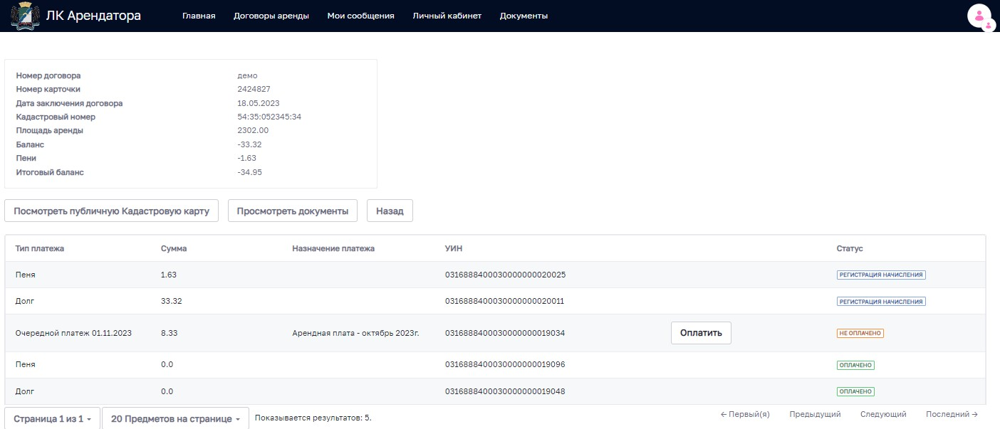 ЛК Арендатора Главная Договоры аренды Мои сообщения Личный кабинет Документы
Номер договора демо
Номер карточки 2424827
Дата заключения договора 18.05.2023
Кадастровый номер 54:35:052345:34
Площадь аренды 2302.00
Баланс -33.32
Пени -1.63
Итоговый баланс -34.95
Посмотреть публичную Кадастровую карту Просмотреть документы Назад
Тип платежа Сумма Назначение платежа УИН Статус
Пеня 1.63 0316888400030000000020025 РЕГИСТРАЦИЯ НАЧИСЛЕНИЯ
Долг 33.32 0316888400030000000020011 РЕГИСТРАЦИЯ НАЧИСЛЕНИЯ
Очередной платеж 01.11.2023 8.33 Арендная плата - октябрь 2023г. 0316888400030000000019034 Оплатить НЕ ОПЛАЧЕНО
Пеня 0.0 0316888400030000000019096 ОПЛАЧЕНО
Долг 0.0 0316888400030000000019048 ОПЛАЧЕНО
Страница 1 из 1 20 Предметов на странице Показывается результатов: 5. ← Первый(я) Предыдущий Следующий Последний →